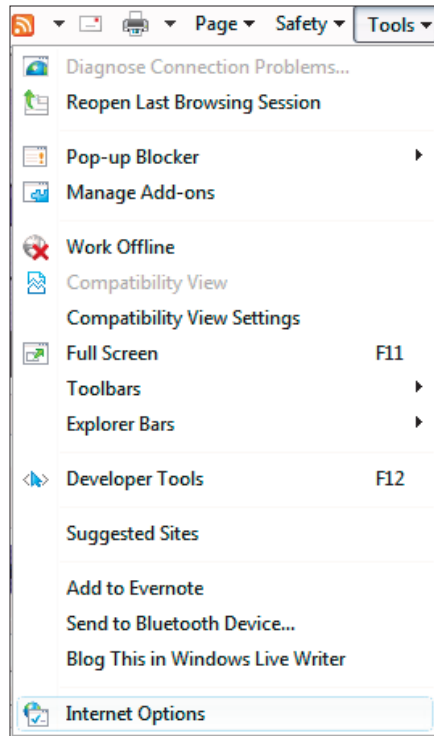 Page Safety Tools
Diagnose Connection Problems...
Reopen Last Browsing Session
Pop-up Blocker
Manage Add-ons
Work Offline
Compatibility View
Compatibility View Settings
Full Screen F11
Toolbars
Explorer Bars
Developer Tools F12
Suggested Sites
Add to Evernote
Send to Bluetooth Device...
Blog This in Windows Live Writer
Internet Options